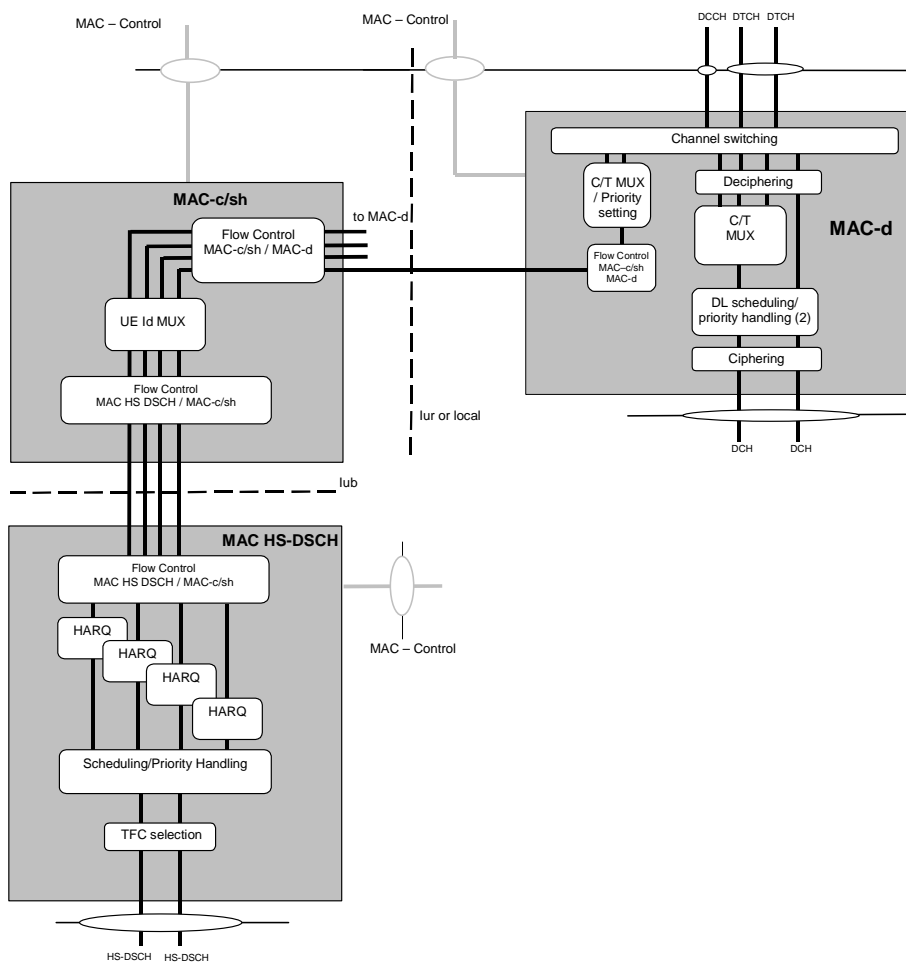 MAC – Control
MAC – Control
DCCH
DTCH
DTCH
Channel switching
C/T MUX
/ Priority
setting
Deciphering
C/T
MUX
MAC-d
Flow Control
MAC–c/sh
MAC-d
DL scheduling/
priority handling (2)
Ciphering
DCH
DCH
MAC-c/sh
to MAC-d
Flow Control
MAC-c/sh / MAC-d
UE Id MUX
Flow Control
MAC HS DSCH / MAC-c/sh
Iur or local
Iub
MAC HS-DSCH
Flow Control
MAC HS DSCH / MAC-c/sh
HARQ
HARQ
HARQ
HARQ
MAC – Control
Scheduling/Priority Handling
TFC selection
HS-DSCH
HS-DSCH